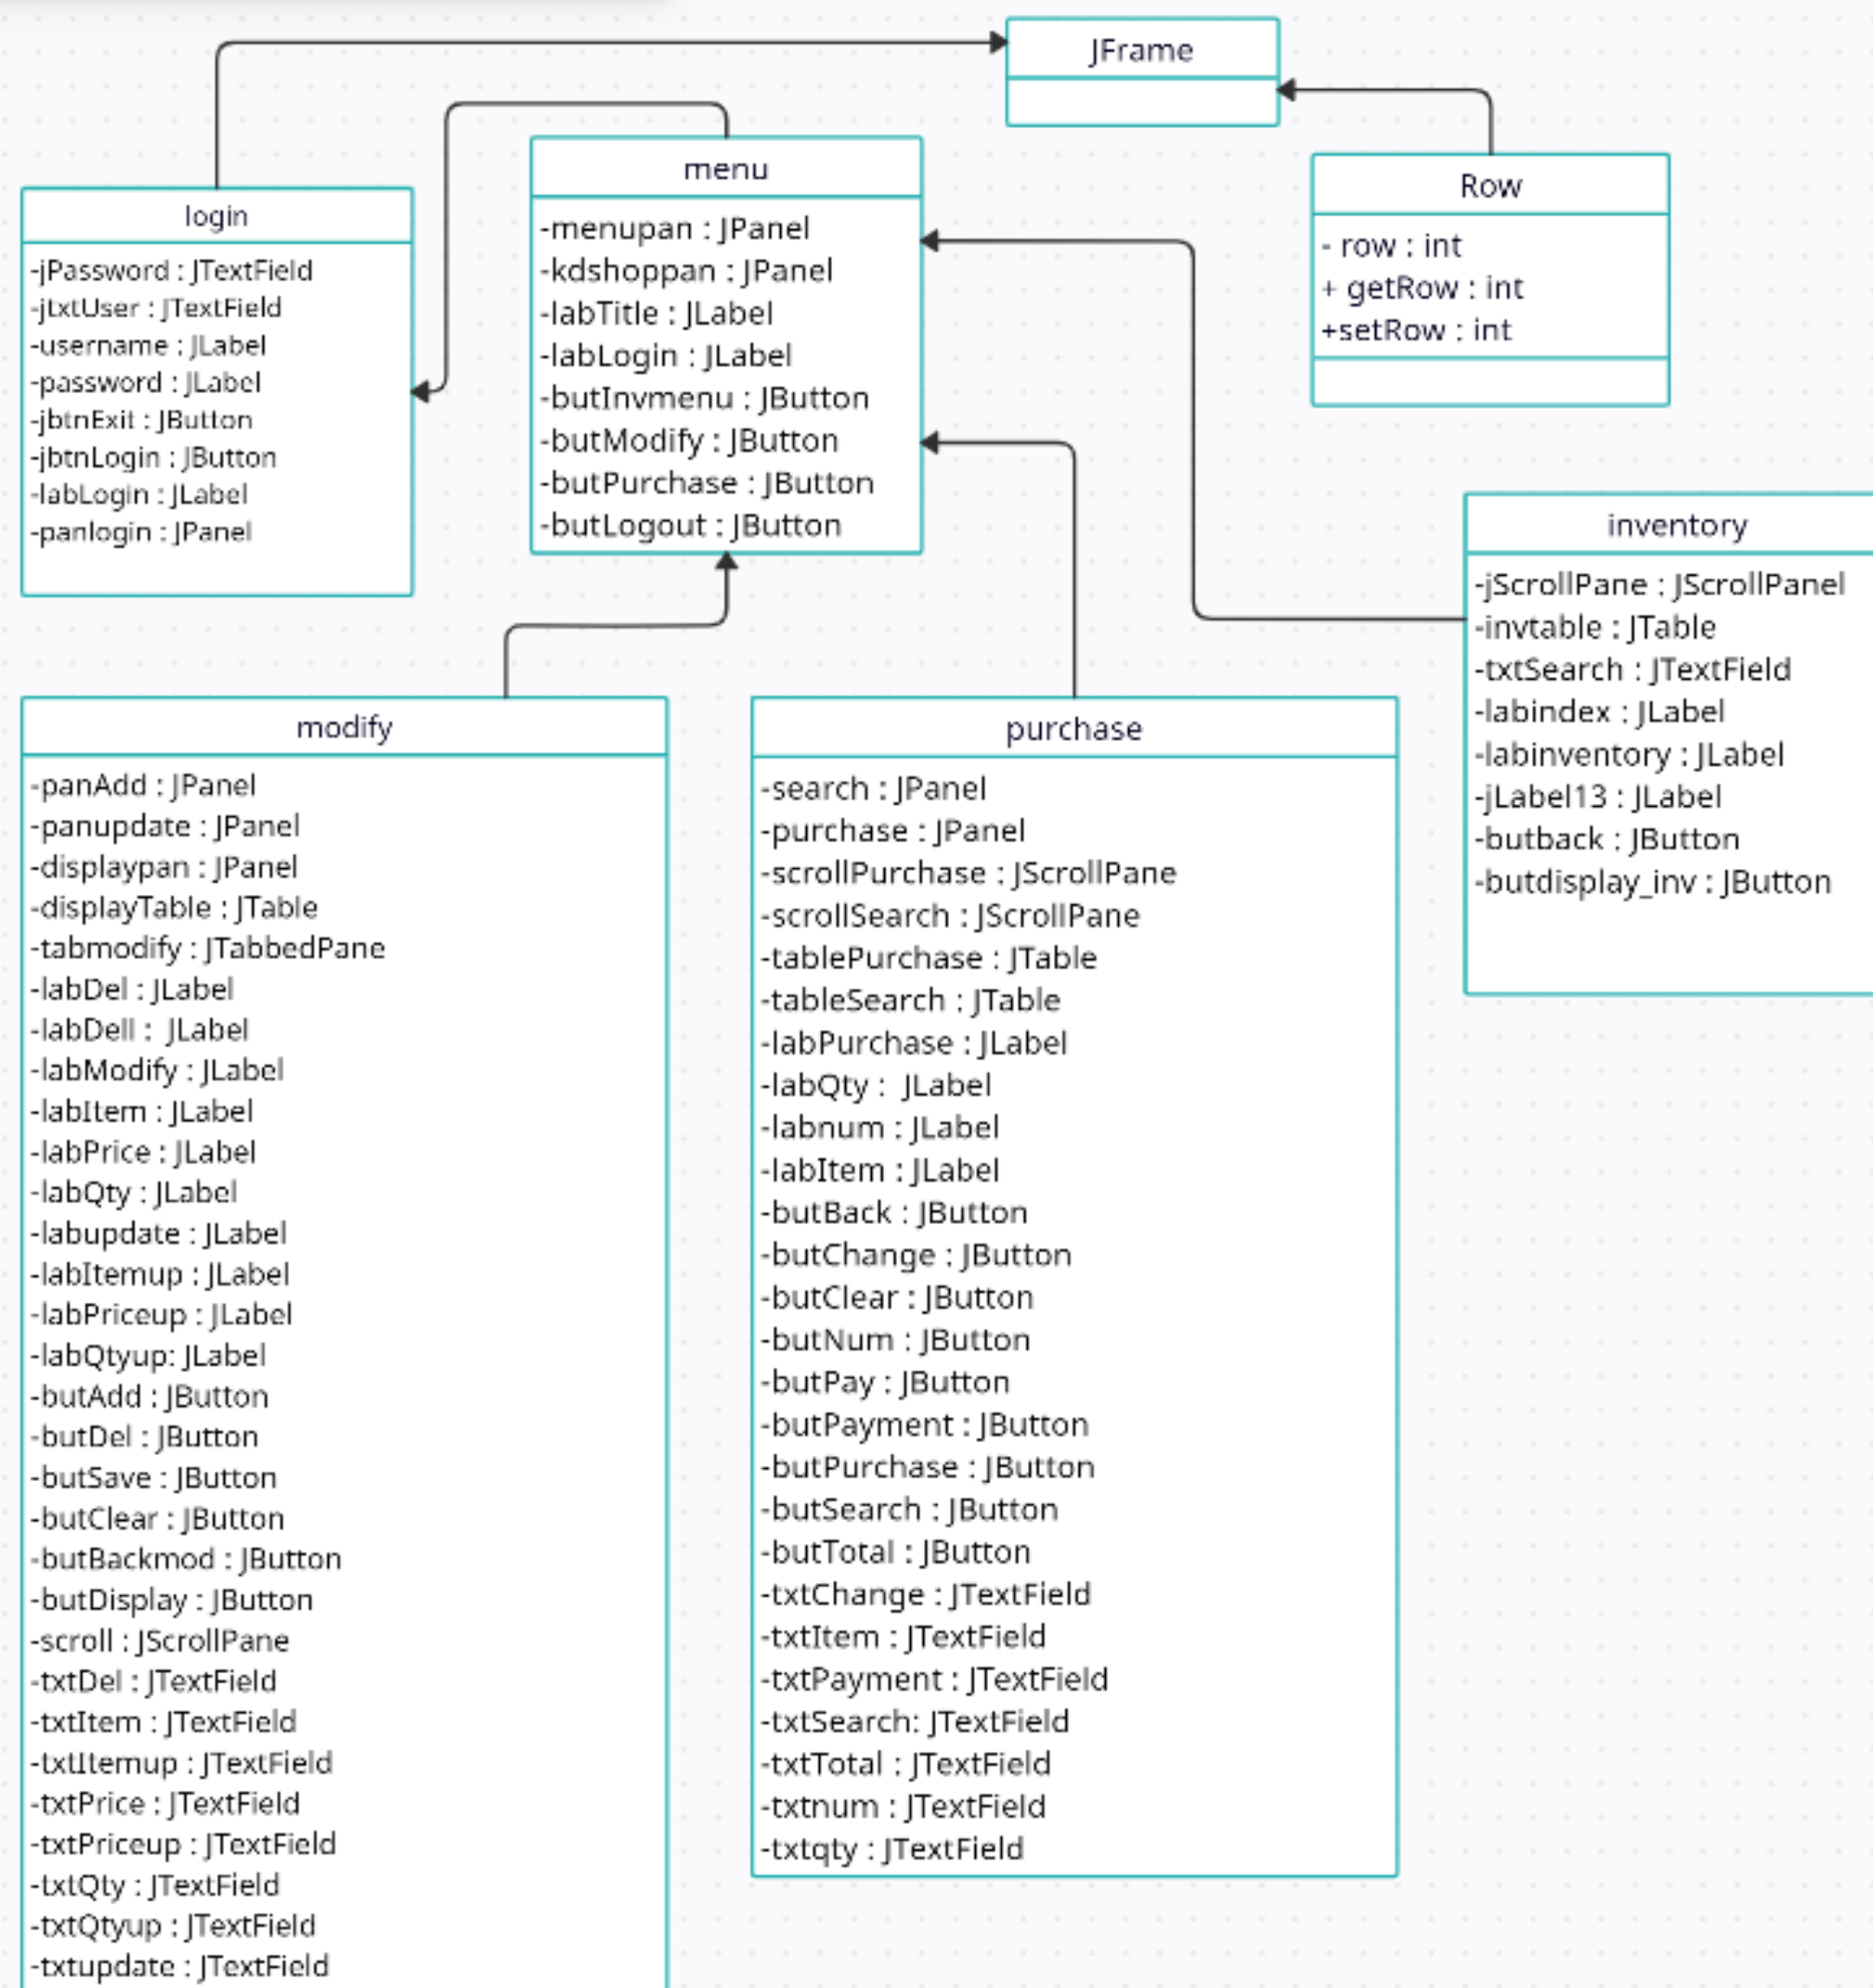 JFrame
menu
-menupan : JPanel
-kdshoppan : JPanel
-labTitle : JLabel
-labLogin : JLabel
-butInvmenu : JButton
-butModify : JButton
-butPurchase : JButton
-butLogout : JButton
Row
- row : int
+ getRow : int
+setRow : int
login
-jPassword : JTextField
-jtxtUser : JTextField
-username : JLabel
-password : JLabel
-jbtnExit : JButton
-jbtnLogin : JButton
-labLogin : JLabel
-panlogin : JPanel
inventory
-jScrollPane : JScrollPanel
-invtable : JTable
-txtSearch : JTextField
-labindex : JLabel
-labinventory : JLabel
-jLabel13 : JLabel
-butback : JButton
-butdisplay_inv : JButton
modify
-panAdd : JPanel
-panupdate : JPanel
-displaypan : JPanel
-displayTable : JTable
-tabmodify : JTabbedPane
-labDel : JLabel
-labDell :  JLabel
-labModify : JLabel
-labItem : JLabel
-labPrice : JLabel
-labQty : JLabel
-labupdate : JLabel
-labItemup : JLabel
-labPriceup : JLabel
-labQtyup: JLabel
-butAdd : JButton
-butDel : JButton
-butSave : JButton
-butClear : JButton
-butBackmod : JButton
-butDisplay : JButton
-scroll : JScrollPane
-txtDel : JTextField
-txtItem : JTextField
-txtItemup : JTextField
-txtPrice : JTextField
-txtPriceup : JTextField
-txtQty : JTextField
-txtQtyup : JTextField
-txtupdate : JTextField
purchase
-search : JPanel
-purchase : JPanel
-scrollPurchase : JScrollPane
-scrollSearch : JScrollPane
-tablePurchase : JTable
-tableSearch : JTable
-labPurchase : JLabel
-labQty :  JLabel
-labnum : JLabel
-labItem : JLabel
-butBack : JButton
-butChange : JButton
-butClear : JButton
-butNum : JButton
-butPay : JButton
-butPayment : JButton
-butPurchase : JButton
-butSearch : JButton
-butTotal : JButton
-txtChange : JTextField
-txtItem : JTextField
-txtPayment : JTextField
-txtSearch: JTextField
-txtTotal : JTextField
-txtnum : JTextField
-txtqty : JTextField